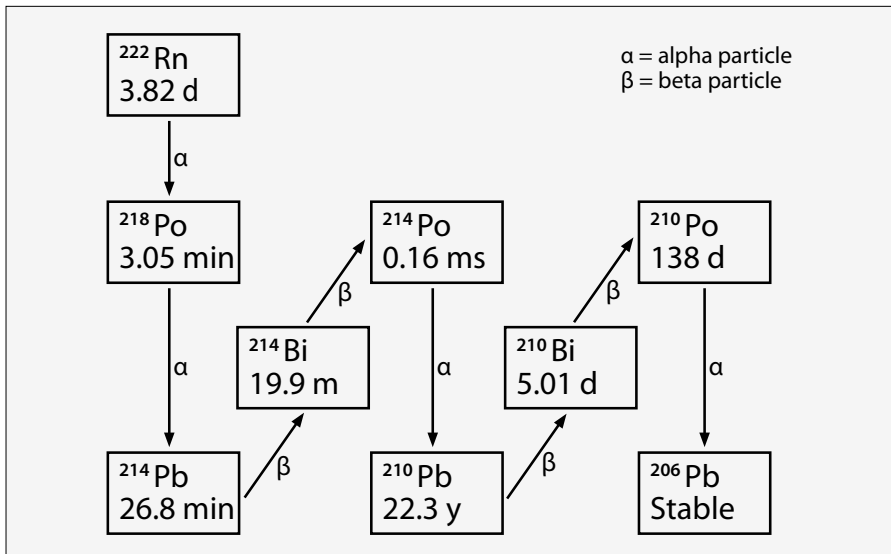 ²²²Rn
3.82 d
α = alpha particle
β = beta particle
α
²¹⁸Po
3.05 min
²¹⁴Po
0.16 ms
²¹⁰Po
138 d
β
β
α
²¹⁴Bi
19.9 m
α
²¹⁰Bi
5.01 d
α
²¹⁴Pb
26.8 min
β
²¹⁰Pb
22.3 y
β
²⁰⁶Pb
Stable